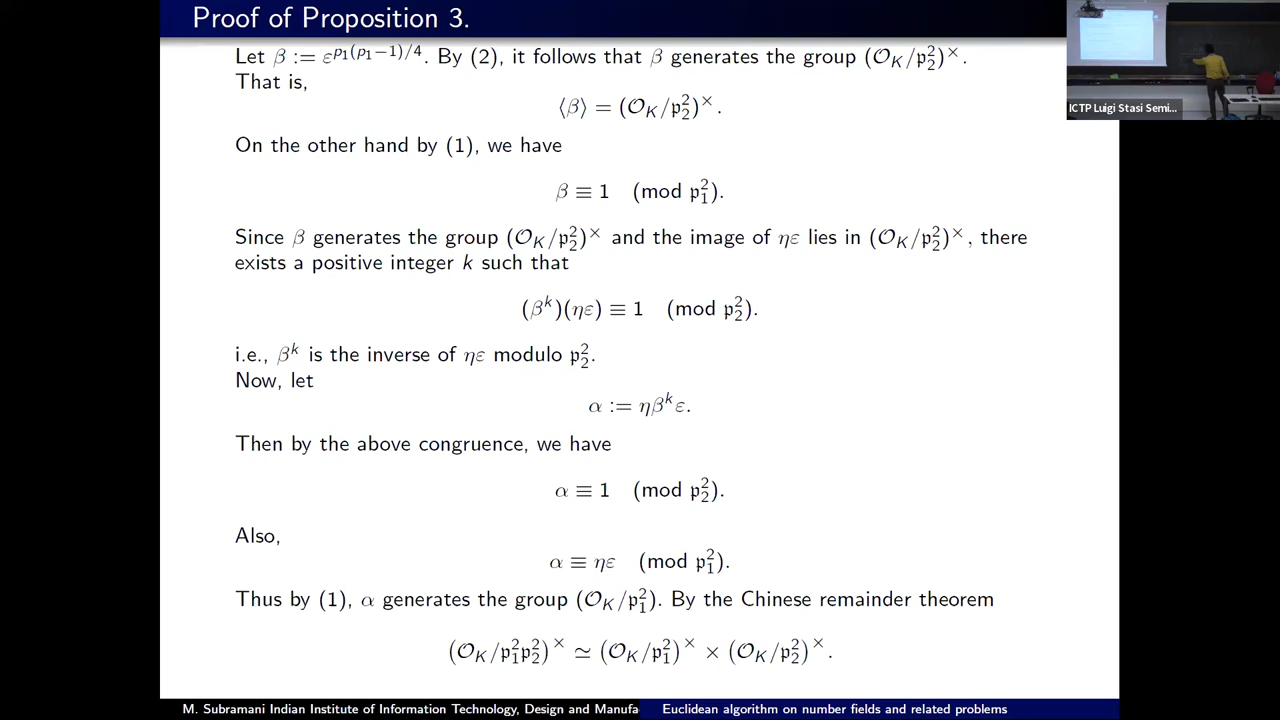 Proof of Proposition 3.
Let β := ε^{p₁(p₁−1)/4}. By (2), it follows that β generates the group (𝒪_K/𝔭₂²)^×.
That is,
⟨β⟩ = (𝒪_K/𝔭₂²)^×.
On the other hand by (1), we have
β ≡ 1 (mod 𝔭₁²).
Since β generates the group (𝒪_K/𝔭₂²)^× and the image of ηε lies in (𝒪_K/𝔭₂²)^×, there
exists a positive integer k such that
(β^k)(ηε) ≡ 1 (mod 𝔭₂²).
i.e., β^k is the inverse of ηε modulo 𝔭₂².
Now, let
α := ηβ^kε.
Then by the above congruence, we have
α ≡ 1 (mod 𝔭₂²).
Also,
α ≡ ηε (mod 𝔭₁²).
Thus by (1), α generates the group (𝒪_K/𝔭₁²). By the Chinese remainder theorem
(𝒪_K/𝔭₁²𝔭₂²)^× ≃ (𝒪_K/𝔭₁²)^× × (𝒪_K/𝔭₂²)^×.
M. Subramani Indian Institute of Information Technology, Design and Manufa
Euclidean algorithm on number fields and related problems
ICTP Luigi Stasi Semi...